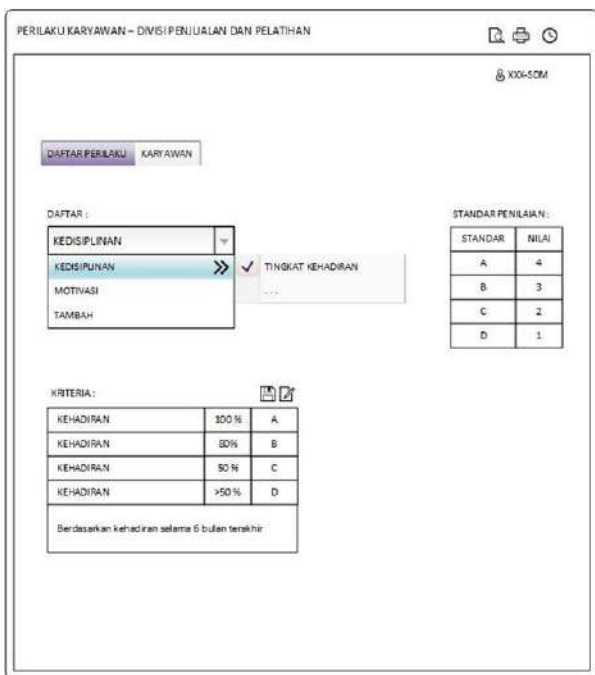 PERILAKU KARYAWAN – DIVISI PENJUALAN DAN PELATIHAN
XXX-SDM
DAFTAR PERILAKU KARYAWAN
DAFTAR :
KEDISIPLINAN
KEDISIPLINAN TINGKAT KEHADIRAN
MOTIVASI ....
TAMBAH
STANDAR PENILAIAN :
STANDAR NILAI
A 4
B 3
C 2
D 1
KRITERIA :
KEHADIRAN 100 % A
KEHADIRAN 80% B
KEHADIRAN 50 % C
KEHADIRAN >50 % D
Berdasarkan kehadiran selama 6 bulan terakhir